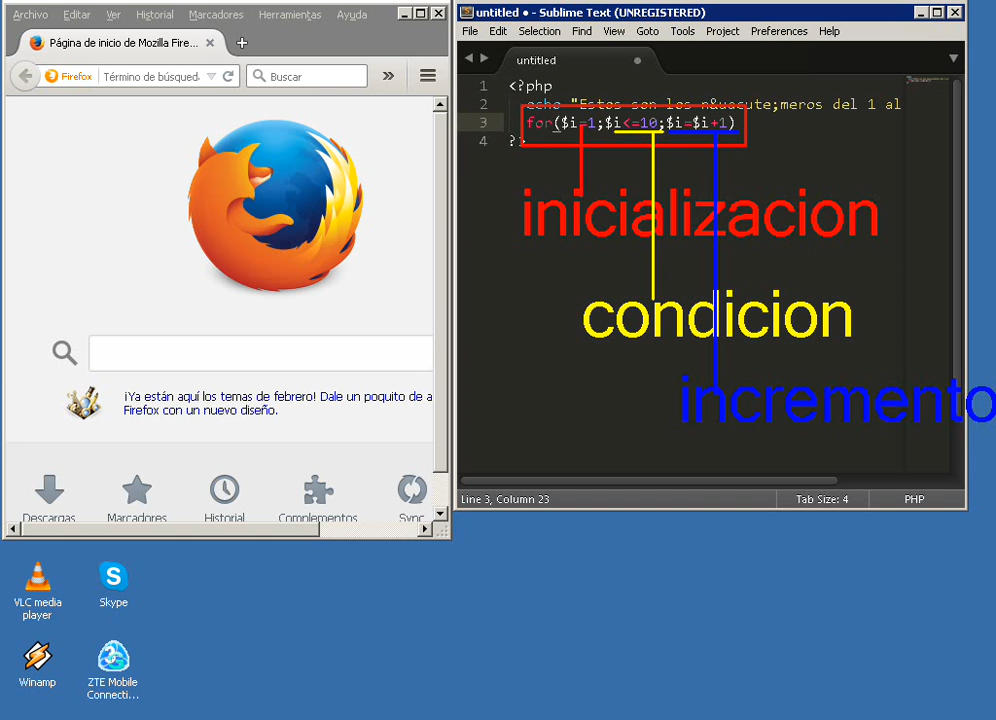 Archivo Editar Ver Historial Marcadores Herramientas Ayuda
Página de inicio de Mozilla Fire...
Firefox Término de búsqued. Buscar
¡Ya están aquí los temas de febrero! Dale un poquito de a
Firefox con un nuevo diseño.
Descargas Marcadores Historial Complementos Sync
untitled • - Sublime Text (UNREGISTERED)
File Edit Selection Find View Goto Tools Project Preferences Help
untitled
1 <?php
2 echo "Estos son los n&uacute;meros del 1 al
3 for($i=1;$i<=10;$i=$i+1)
4 ?>
inicializacion
condicion
incremento
Line 3, Column 23 Tab Size: 4 PHP
VLC media
player
Skype
Winamp
ZTE Mobile
Connecti...